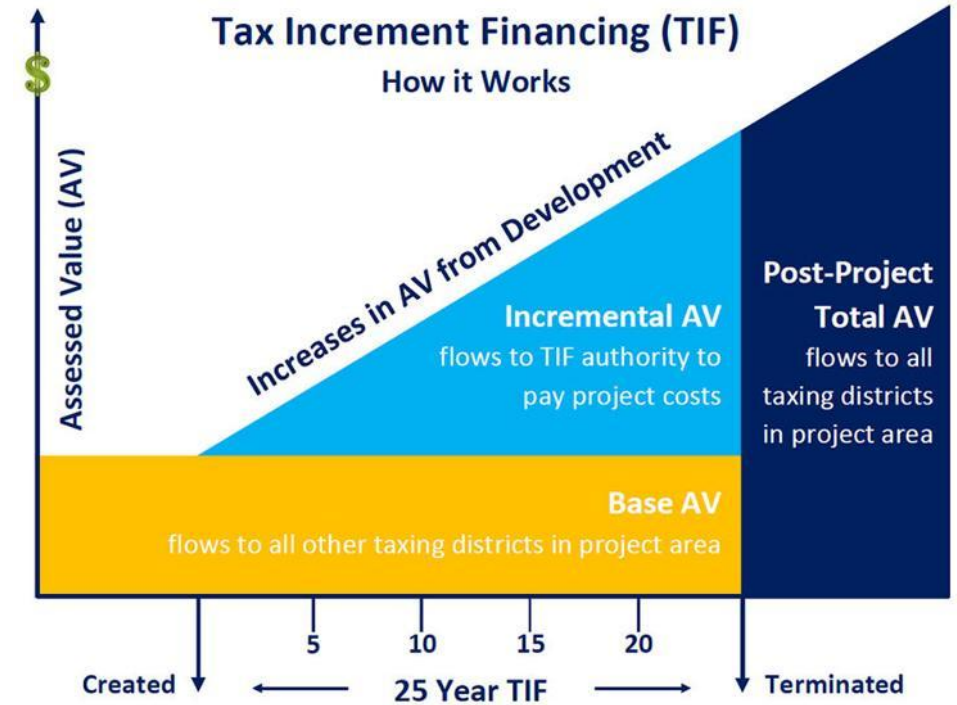 Tax Increment Financing (TIF)
How it Works
$
Assessed Value (AV)
Increases in AV from Development
Incremental AV
flows to TIF authority to
pay project costs
Post-Project
Total AV
flows to all
taxing districts
in project area
Base AV
flows to all other taxing districts in project area
5 10 15 20
Created 25 Year TIF Terminated